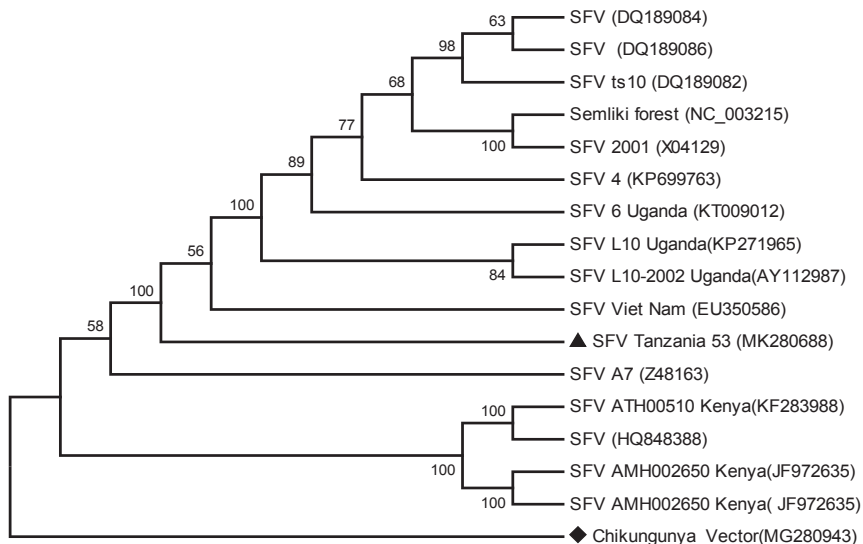 63
SFV (DQ189084)
98
SFV (DQ189086)
68
SFV ts10 (DQ189082)
Semliki forest (NC_003215)
77
100
SFV 2001 (X04129)
89
SFV 4 (KP699763)
100
SFV 6 Uganda (KT009012)
SFV L10 Uganda(KP271965)
56
84
SFV L10-2002 Uganda(AY112987)
100
SFV Viet Nam (EU350586)
58
SFV Tanzania 53 (MK280688)
SFV A7 (Z48163)
100
SFV ATH00510 Kenya(KF283988)
SFV (HQ848388)
100
SFV AMH002650 Kenya(JF972635)
100
SFV AMH002650 Kenya( JF972635)
Chikungunya Vector(MG280943)